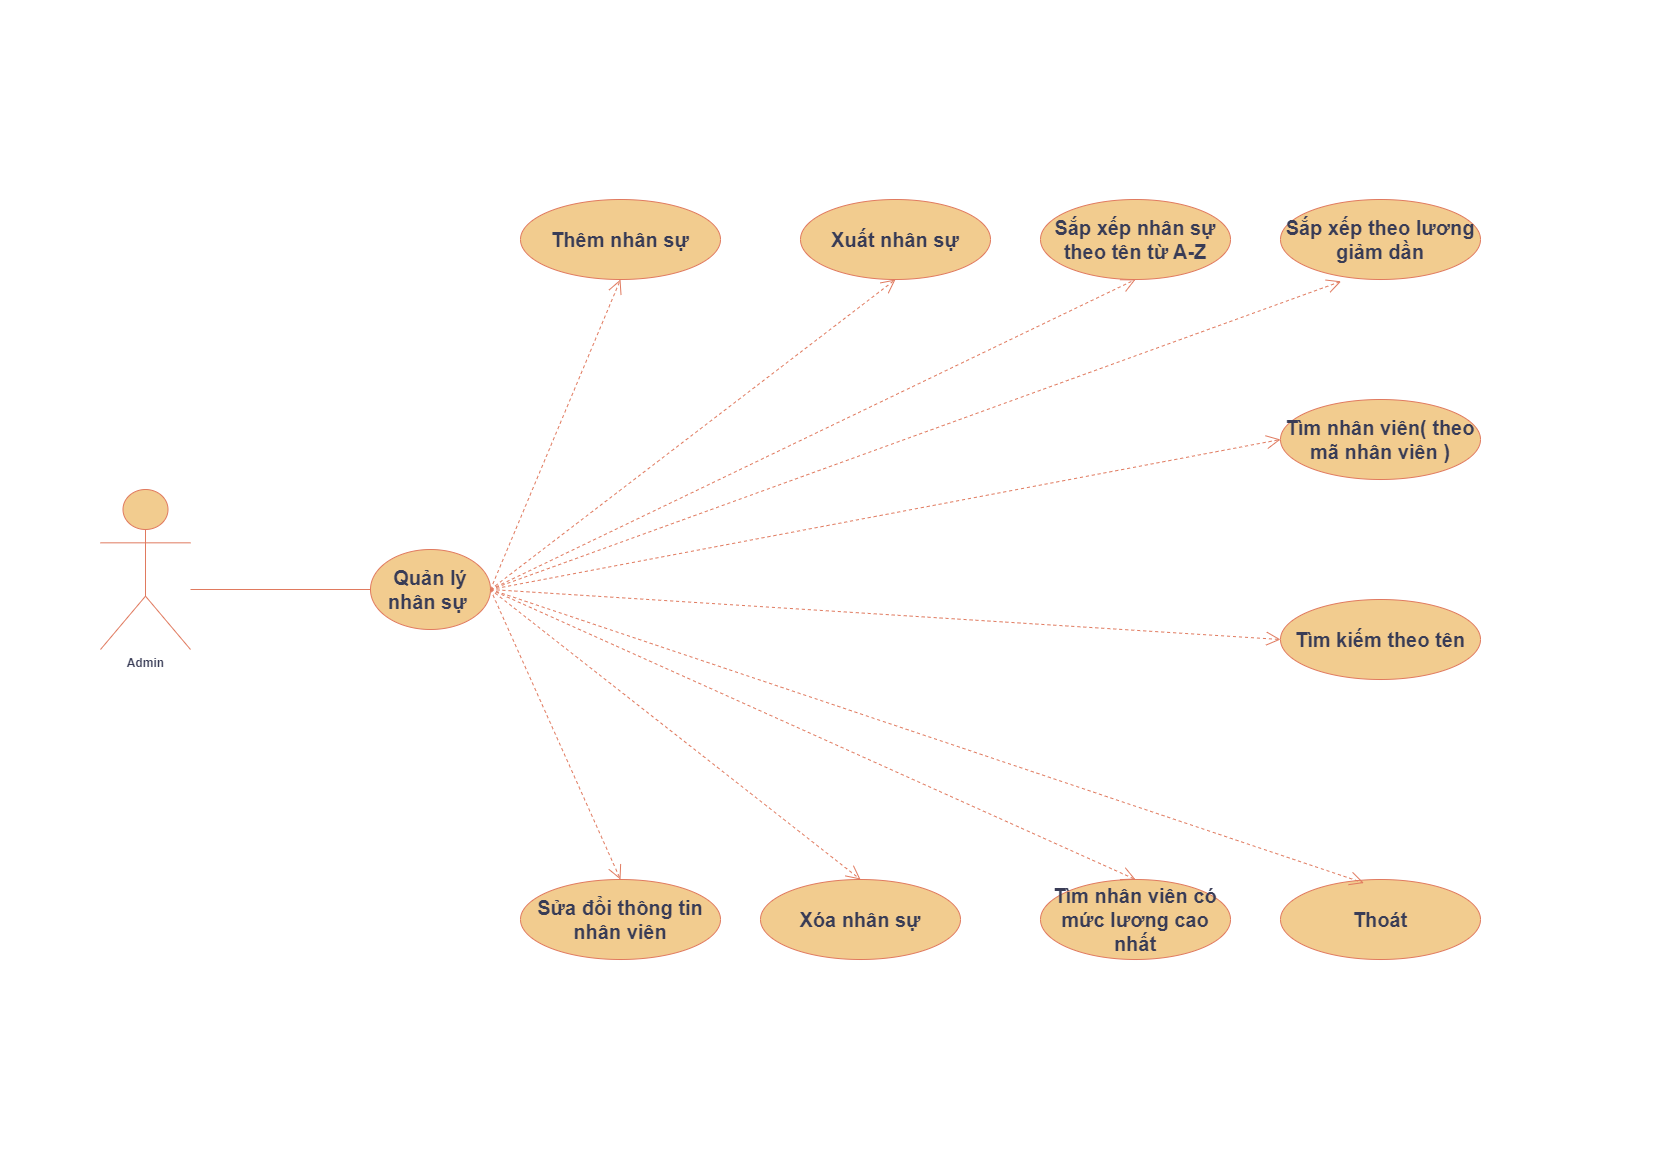 Thêm nhân sự
Xuất nhân sự
Sắp xếp nhân sự
theo tên từ A-Z
Sắp xếp theo lương
giảm dần
Tìm nhân viên( theo
mã nhân viên )
Quản lý
nhân sự
Admin
Tìm kiếm theo tên
Sửa đổi thông tin
nhân viên
Xóa nhân sự
Tìm nhân viên có
mức lương cao
nhất
Thoát